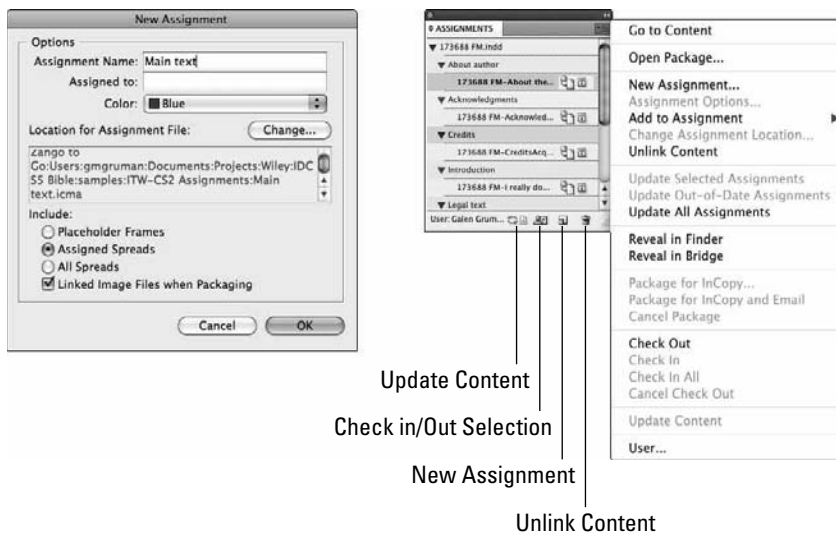 New Assignment
Options
Assignment Name: Main text
Assigned to:
Color: Blue
Location for Assignment File: Change...
Zango to
Go:Users:gmgruman:Documents:Projects:Wiley:IDC
S5 Bible:samples:ITW-CS2 Assignments:Main
text.icma
Include:
Placeholder Frames
Assigned Spreads
All Spreads
Linked Image Files when Packaging
Cancel
OK
ASSIGNMENTS
173688 FM.indd
About author
173688 FM-About the...
Acknowledgments
173688 FM-Acknowled...
Credits
173688 FM-CreditsAcq...
Introduction
173688 FM-I really do...
Legal text
User: Galen Grum...
Go to Content
Open Package...
New Assignment...
Assignment Options...
Add to Assignment
Change Assignment Location...
Unlink Content
Update Selected Assignments
Update Out-of-Date Assignments
Update All Assignments
Reveal in Finder
Reveal in Bridge
Package for InCopy...
Package for InCopy and Email
Cancel Package
Check Out
Check In
Check In All
Cancel Check Out
Update Content
User...
Update Content
Check in/Out Selection
New Assignment
Unlink Content